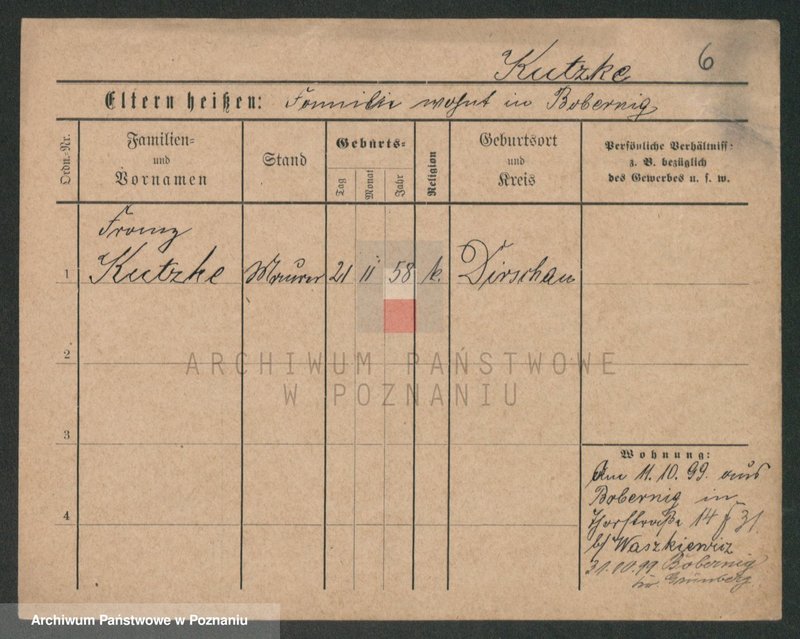 Kutzke
6
Eltern heißen: Familie wohnt in Bobernig
Ordn.-Nr.
Familien-
und
Vornamen
Stand
Geburts-
Tag
Monat
Jahr
Religion
Geburtsort
und
Kreis
Persönliche Verhältniss:
z. B. bezüglich
des Gewerbes u. s. w.
Franz
1 Kutzke Maurer 21 11 58 k. Dirschau
2
ARCHIWUM PAŃSTWOWE
W POZNANIU
3
Wohnung:
Am 11.10.99. aus
Bobernig in
14 31
b/ Waszkiewicz
4
31.10.99 Bobernig
Kr. Grünberg
Archiwum Państwowe w Poznaniu